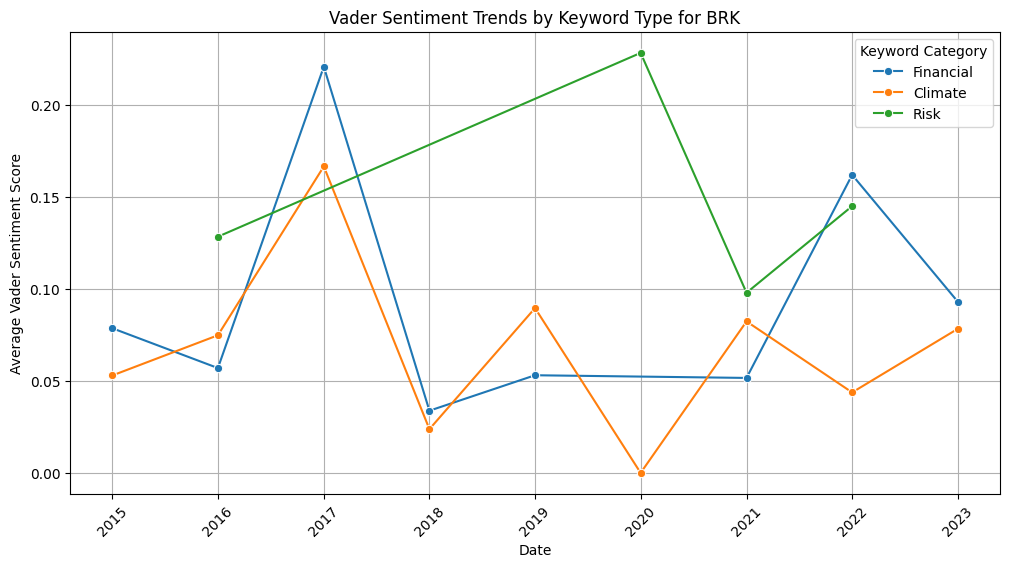 Vader Sentiment Trends by Keyword Type for BRK
Keyword Category
Financial
Climate
Risk
Average Vader Sentiment Score
0.20
0.15
0.10
0.05
0.00
2015
2016
2017
2018
2019
2020
2021
2022
2023
Date